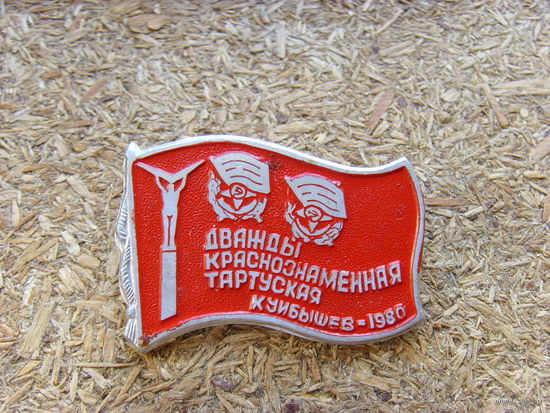 ДВАЖДЫ
КРАСНОЗНАМЕННАЯ
ТАРТУСКАЯ
КУЙБЫШЕВ-1980